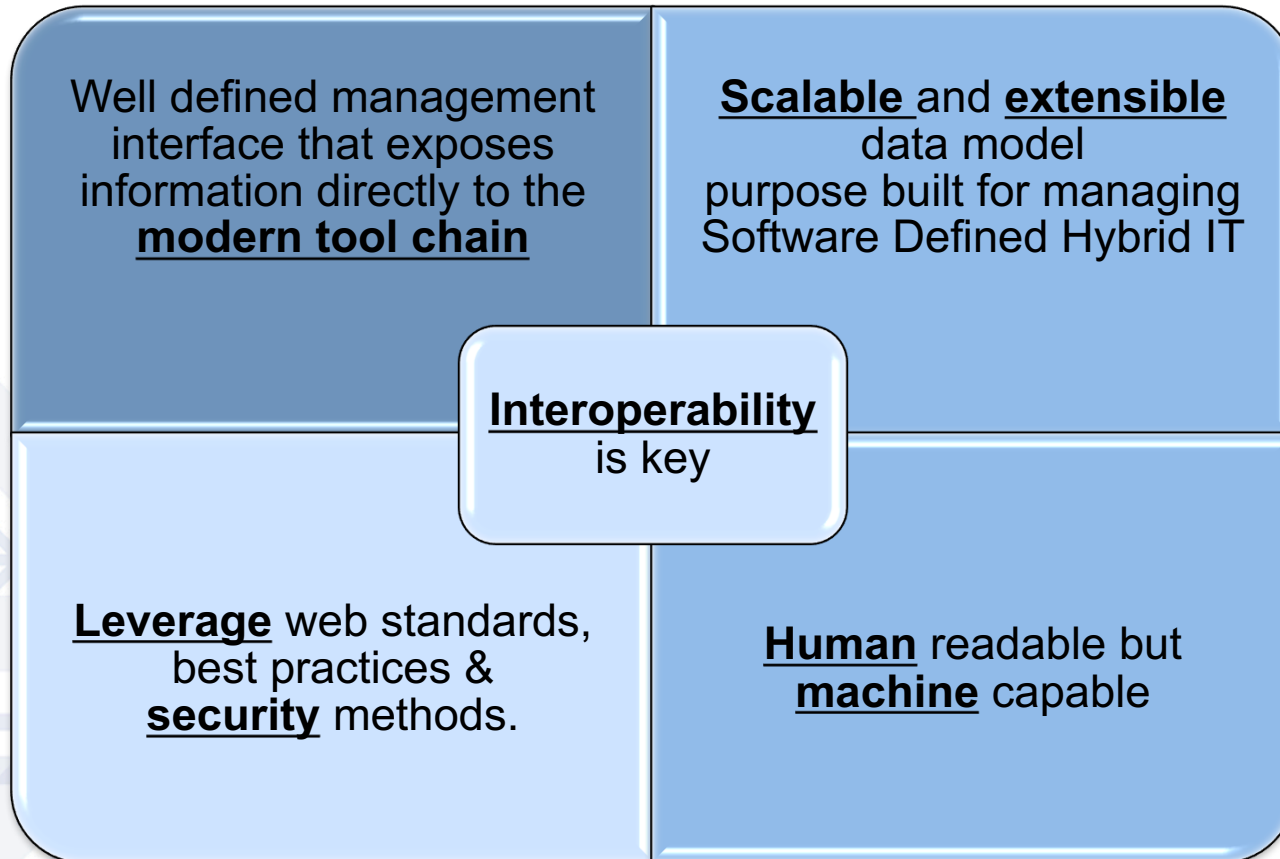 Well defined management
interface that exposes
information directly to the
modern tool chain
Scalable and extensible
data model
purpose built for managing
Software Defined Hybrid IT
Interoperability
is key
Leverage web standards,
best practices &
security methods.
Human readable but
machine capable